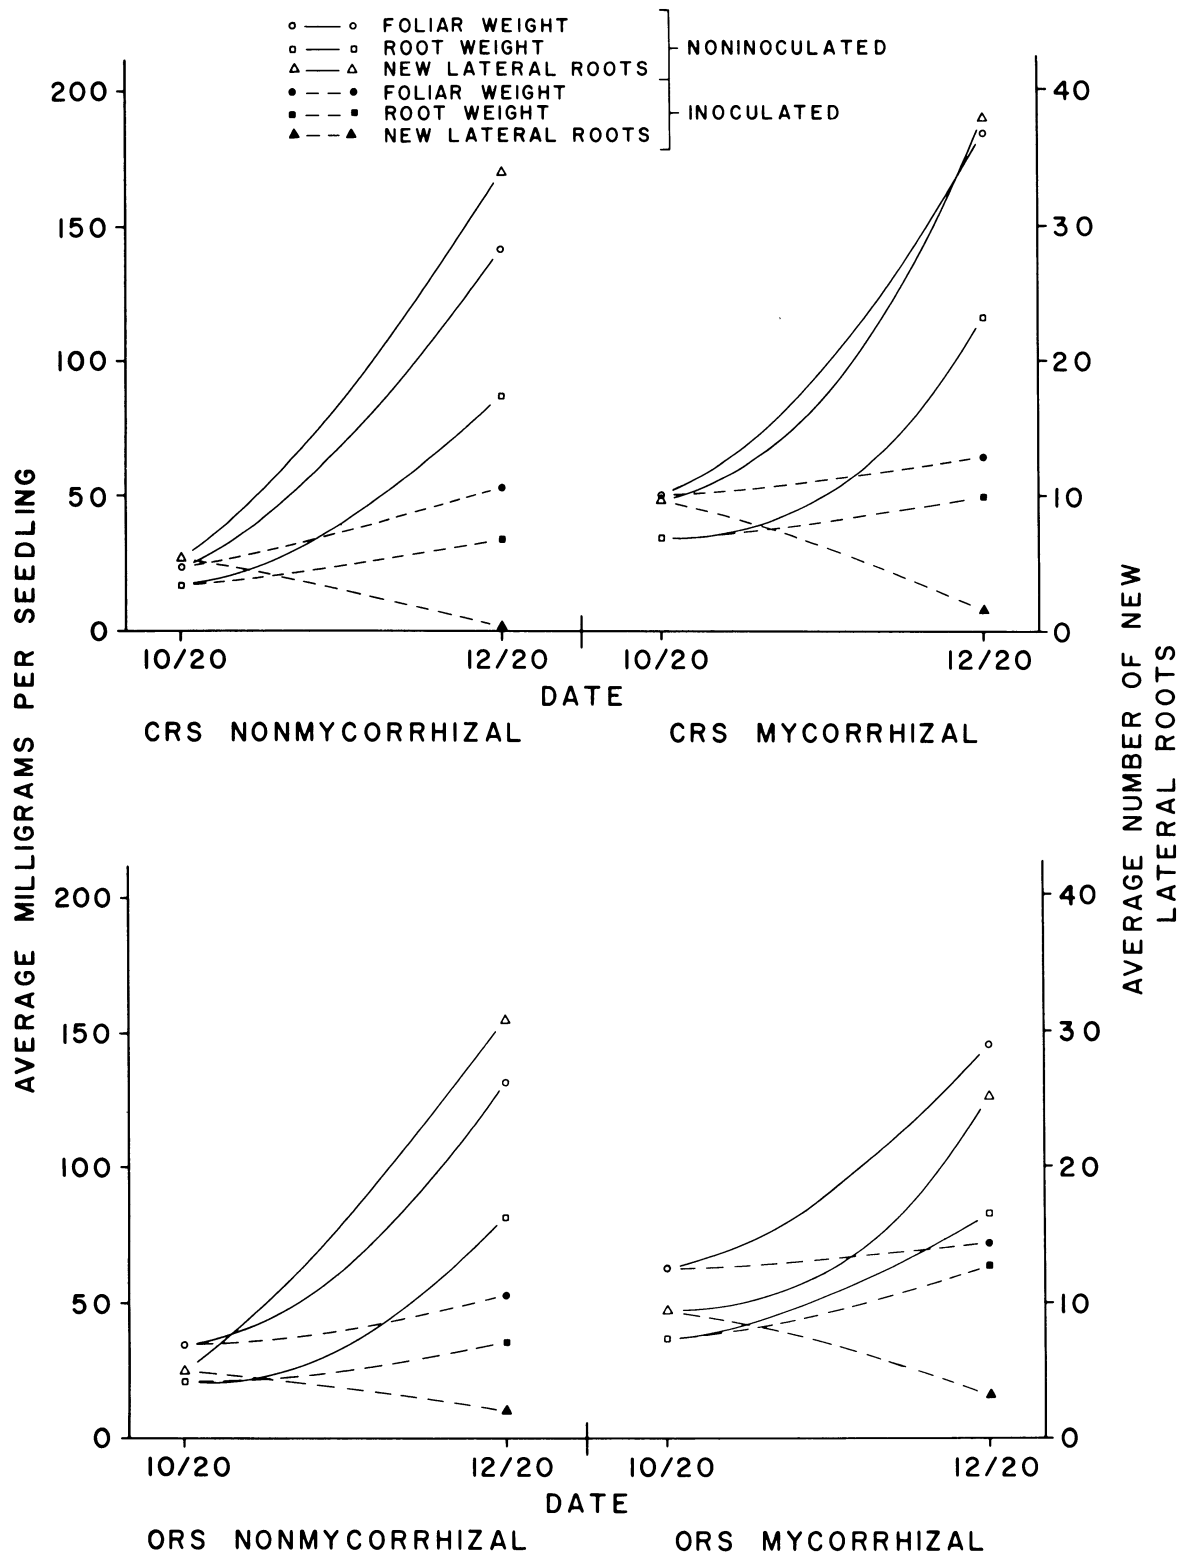 FOLIAR WEIGHT
ROOT WEIGHT
NEW LATERAL ROOTS
NONINOCULATED
FOLIAR WEIGHT
ROOT WEIGHT
NEW LATERAL ROOTS
INOCULATED
AVERAGE MILLIGRAMS PER SEEDLING
200
150
100
50
0
40
30
20
10
0
AVERAGE NUMBER OF NEW
LATERAL ROOTS
10/20 12/20 10/20 12/20
DATE
CRS NONMYCORRHIZAL CRS MYCORRHIZAL
200
150
100
50
0
40
30
20
10
0
10/20 12/20 10/20 12/20
DATE
ORS NONMYCORRHIZAL ORS MYCORRHIZAL